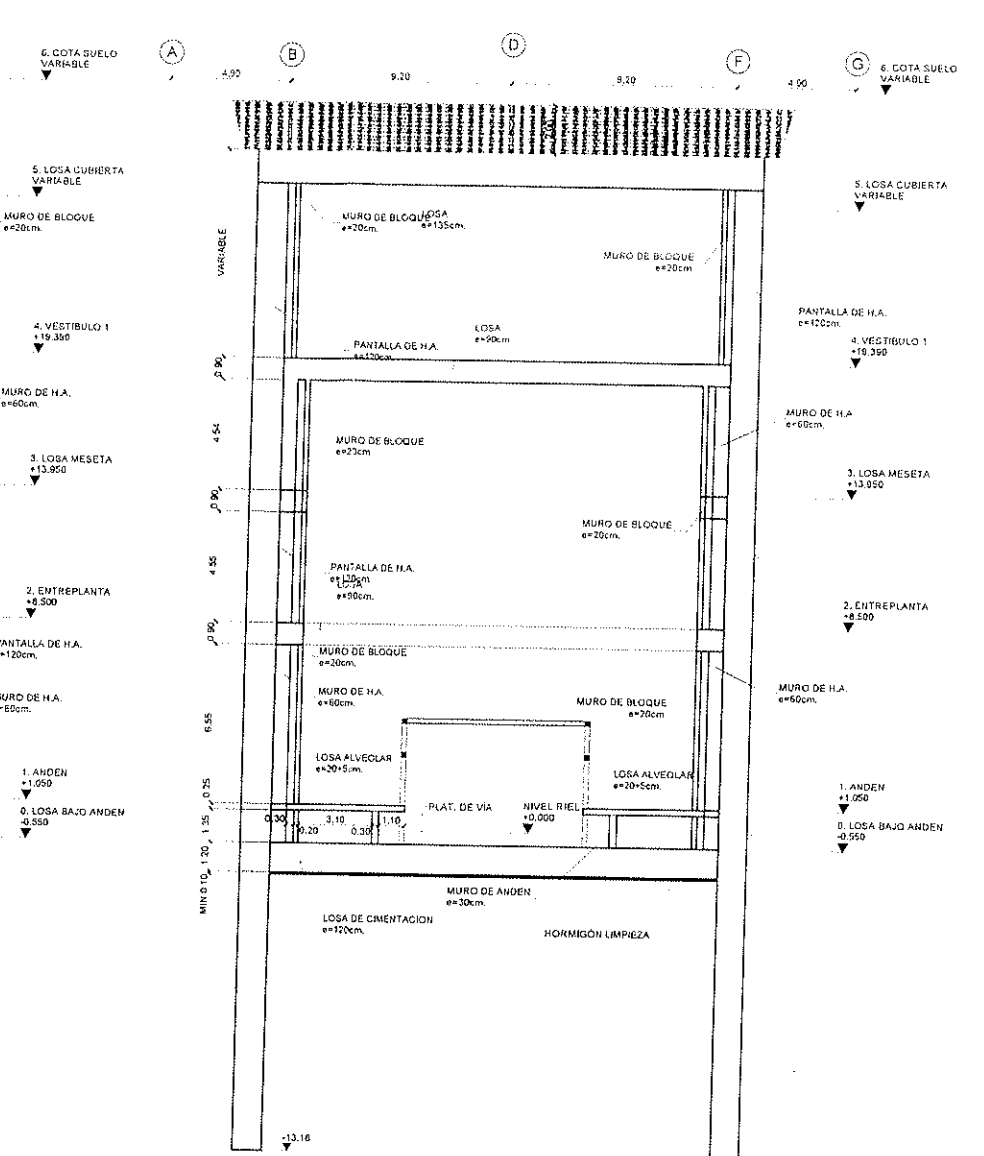 A
B
D
F
G
6. COTA SUELO
VARIABLE
4.90
9.20
9.20
4.90
6. COTA SUELO
VARIABLE
5. LOSA CUBIERTA
VARIABLE
5. LOSA CUBIERTA
VARIABLE
MURO DE BLOQUE
e=20cm.
MURO DE BLOQUE
e=20cm.
LOSA
e=135cm.
VARIABLE
MURO DE BLOQUE
e=20cm
4. VESTIBULO 1
+19.390
PANTALLA DE H.A.
e=120cm.
LOSA
e=90cm
PANTALLA DE H.A.
e=120cm.
4. VESTIBULO 1
+19.390
0.90
MURO DE H.A.
e=60cm.
MURO DE H.A
e=60cm.
4.54
MURO DE BLOQUE
e=20cm
3. LOSA MESETA
+13.950
3. LOSA MESETA
+13.950
0.90
MURO DE BLOQUE
e=20cm.
4.55
PANTALLA DE H.A.
e=120cm.
LOSA
e=90cm.
2. ENTREPLANTA
+8.500
2. ENTREPLANTA
+8.500
0.90
PANTALLA DE H.A.
=120cm.
MURO DE BLOQUE
e=20cm.
MURO DE H.A.
e=60cm.
MURO DE H.A.
=60cm.
MURO DE BLOQUE
e=20cm
MURO DE H.A.
e=60cm.
6.55
LOSA ALVEOLAR
e=20+5cm.
LOSA ALVEOLAR
e=20+5cm.
1. ANDEN
+1.050
1. ANDEN
+1.050
0.25
0. LOSA BAJO ANDEN
-0.550
0. LOSA BAJO ANDEN
-0.550
1.35
0.30
0.20
3.10
0.30
1.10
PLAT. DE VÍA
NIVEL RIEL
+0.000
1.20
MIN 0.10
MURO DE ANDEN
e=30cm.
LOSA DE CIMENTACION
e=120cm.
HORMIGÓN LIMPIEZA
-13.16